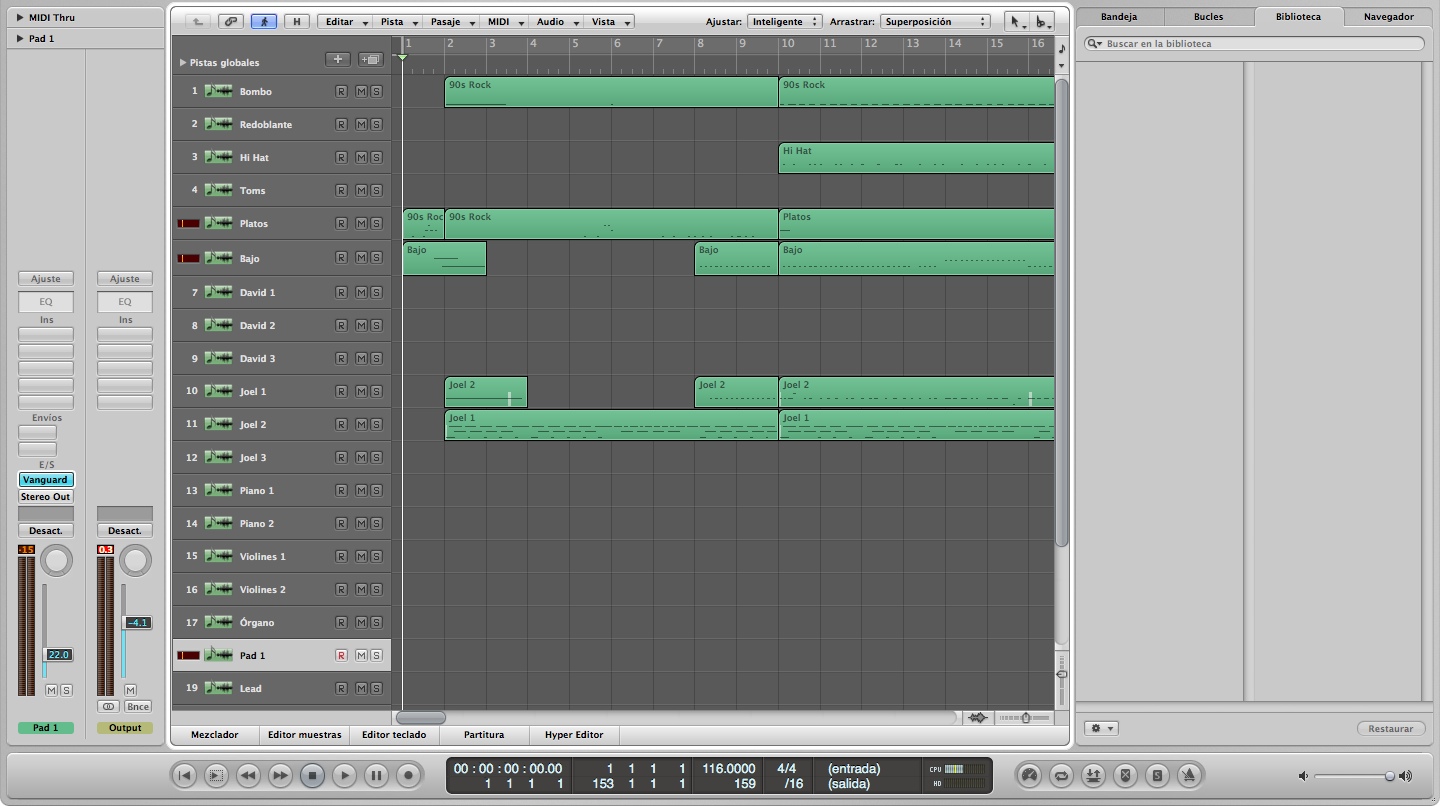 MIDI Thru
Pad 1
Ajuste Ajuste
EQ EQ
Ins Ins
Envíos
E/S
Vanguard
Stereo Out
Desact. Desact.
-15 0.3
-4.1
22.0
M S M
Bnce
Pad 1 Output
H Editar Pista Pasaje MIDI Audio Vista Ajustar: Inteligente Arrastrar: Superposición
1 2 3 4 5 6 7 8 9 10 11 12 13 14 15 16
Pistas globales
1 Bombo R M S 90s Rock 90s Rock
2 Redoblante R M S
3 Hi Hat R M S Hi Hat
4 Toms R M S
Platos R M S 90s Roc 90s Rock Platos
Bajo R M S Bajo Bajo Bajo
7 David 1 R M S
8 David 2 R M S
9 David 3 R M S
10 Joel 1 R M S Joel 2 Joel 2 Joel 2
11 Joel 2 R M S Joel 1 Joel 1
12 Joel 3 R M S
13 Piano 1 R M S
14 Piano 2 R M S
15 Violines 1 R M S
16 Violines 2 R M S
17 Órgano R M S
Pad 1 R M S
19 Lead R M S
Mezclador Editor muestras Editor teclado Partitura Hyper Editor
Bandeja Bucles Biblioteca Navegador
Buscar en la biblioteca
Restaurar
00 : 00 : 00 : 00.00 1 1 1 1 116.0000 4/4 (entrada) CPU
1 1 1 1 153 1 1 1 159 /16 (salida) HD